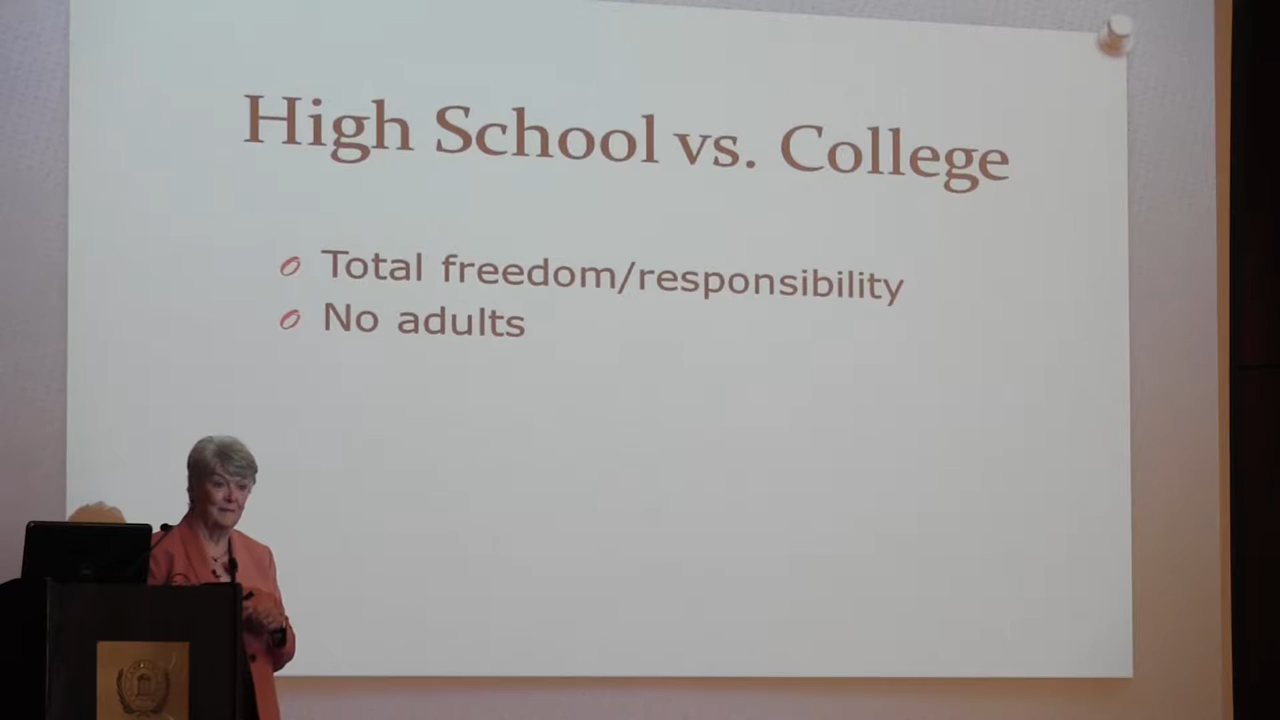 High School vs. College
Total freedom/responsibility
No adults